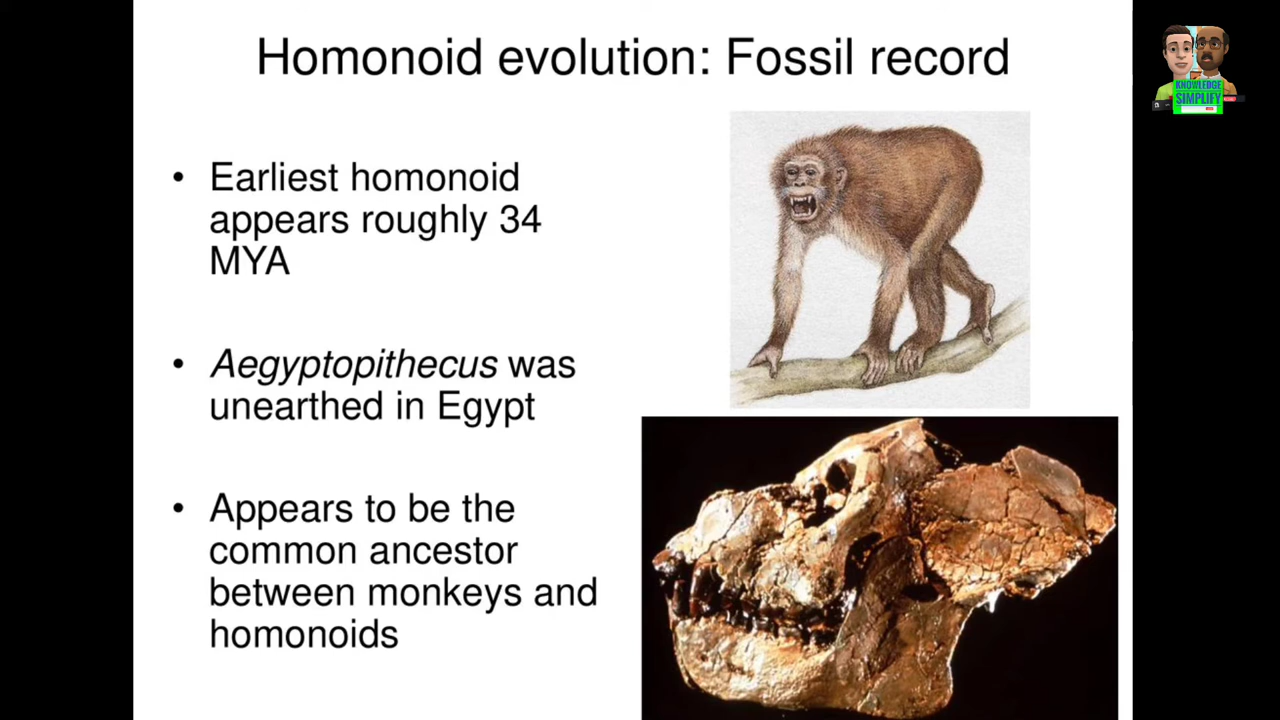 Homonoid evolution: Fossil record
KNOWLEDGE
SIMPLIFY
• Earliest homonoid
appears roughly 34
MYA
• Aegyptopithecus was
unearthed in Egypt
• Appears to be the
common ancestor
between monkeys and
homonoids